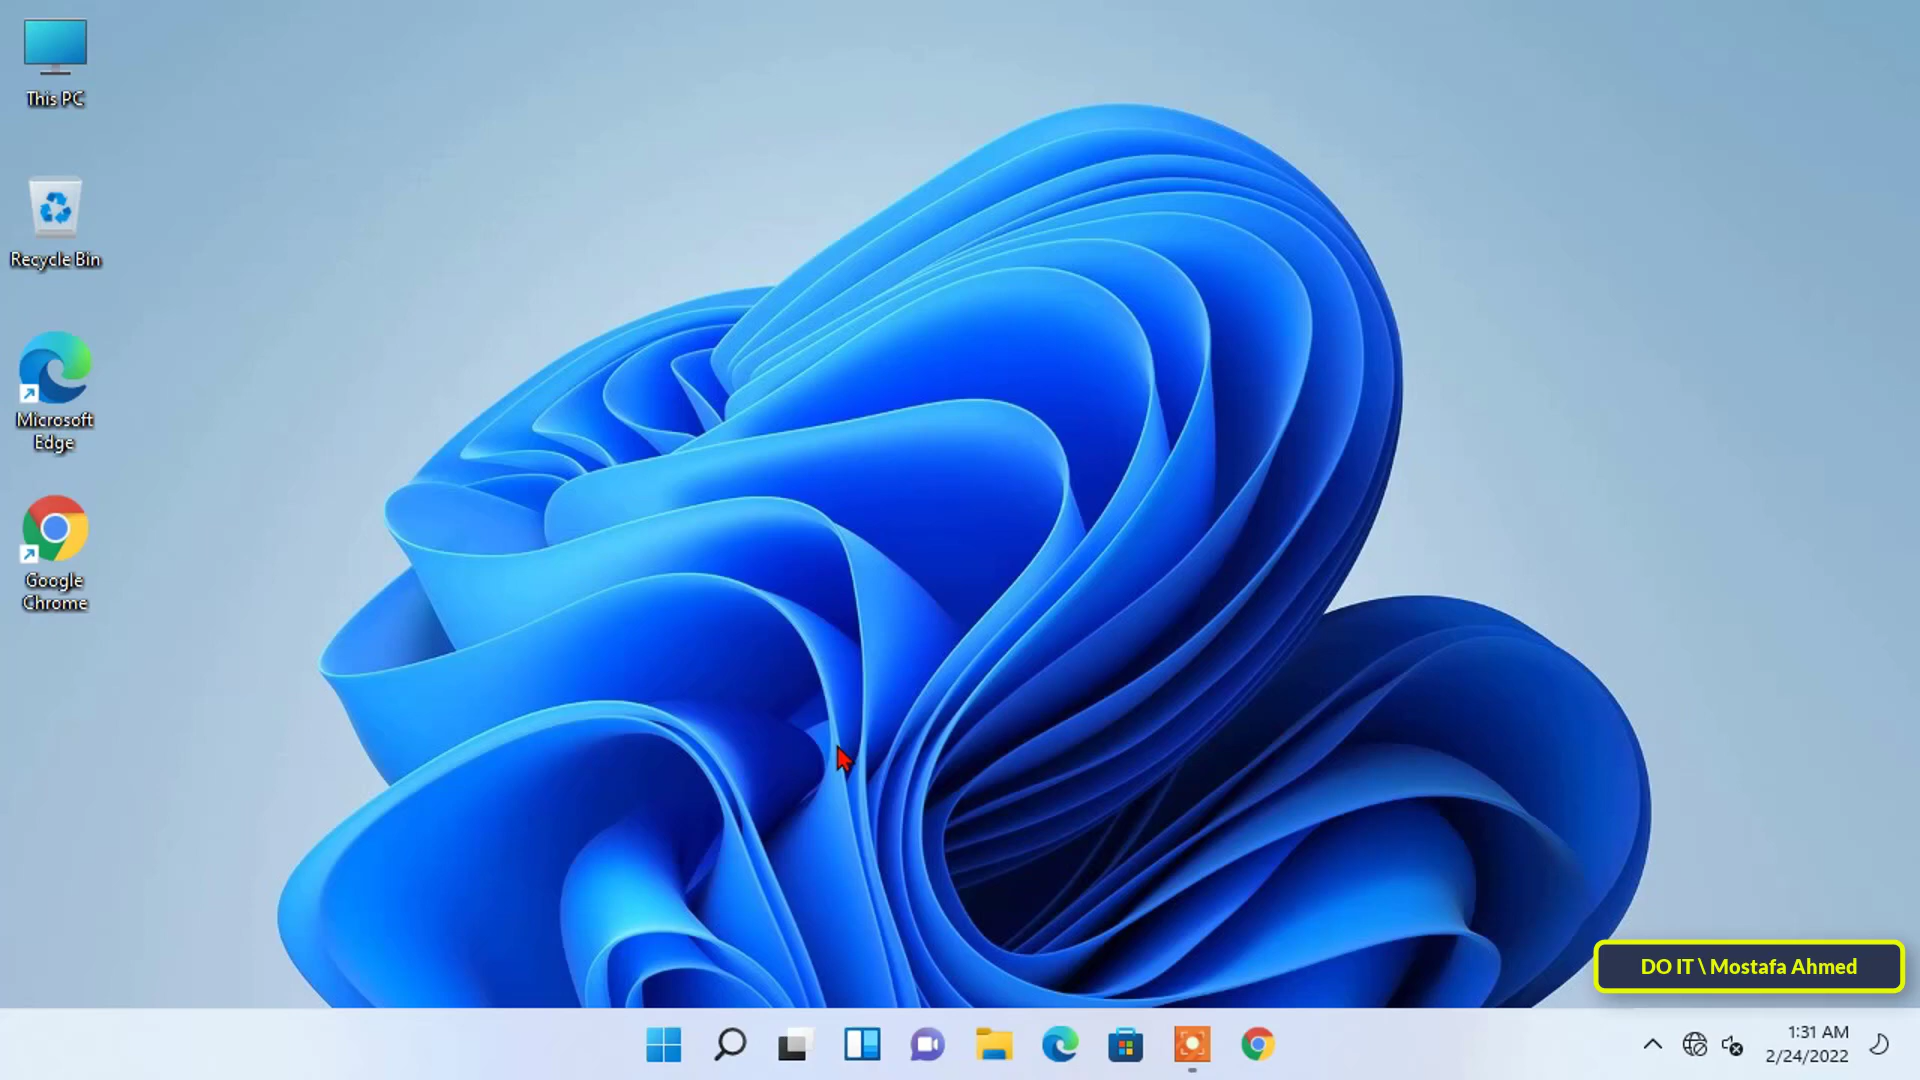 This PC
Recycle Bin
Microsoft
Edge
Google
Chrome
DO IT \ Mostafa Ahmed
1:31 AM
2/24/2022